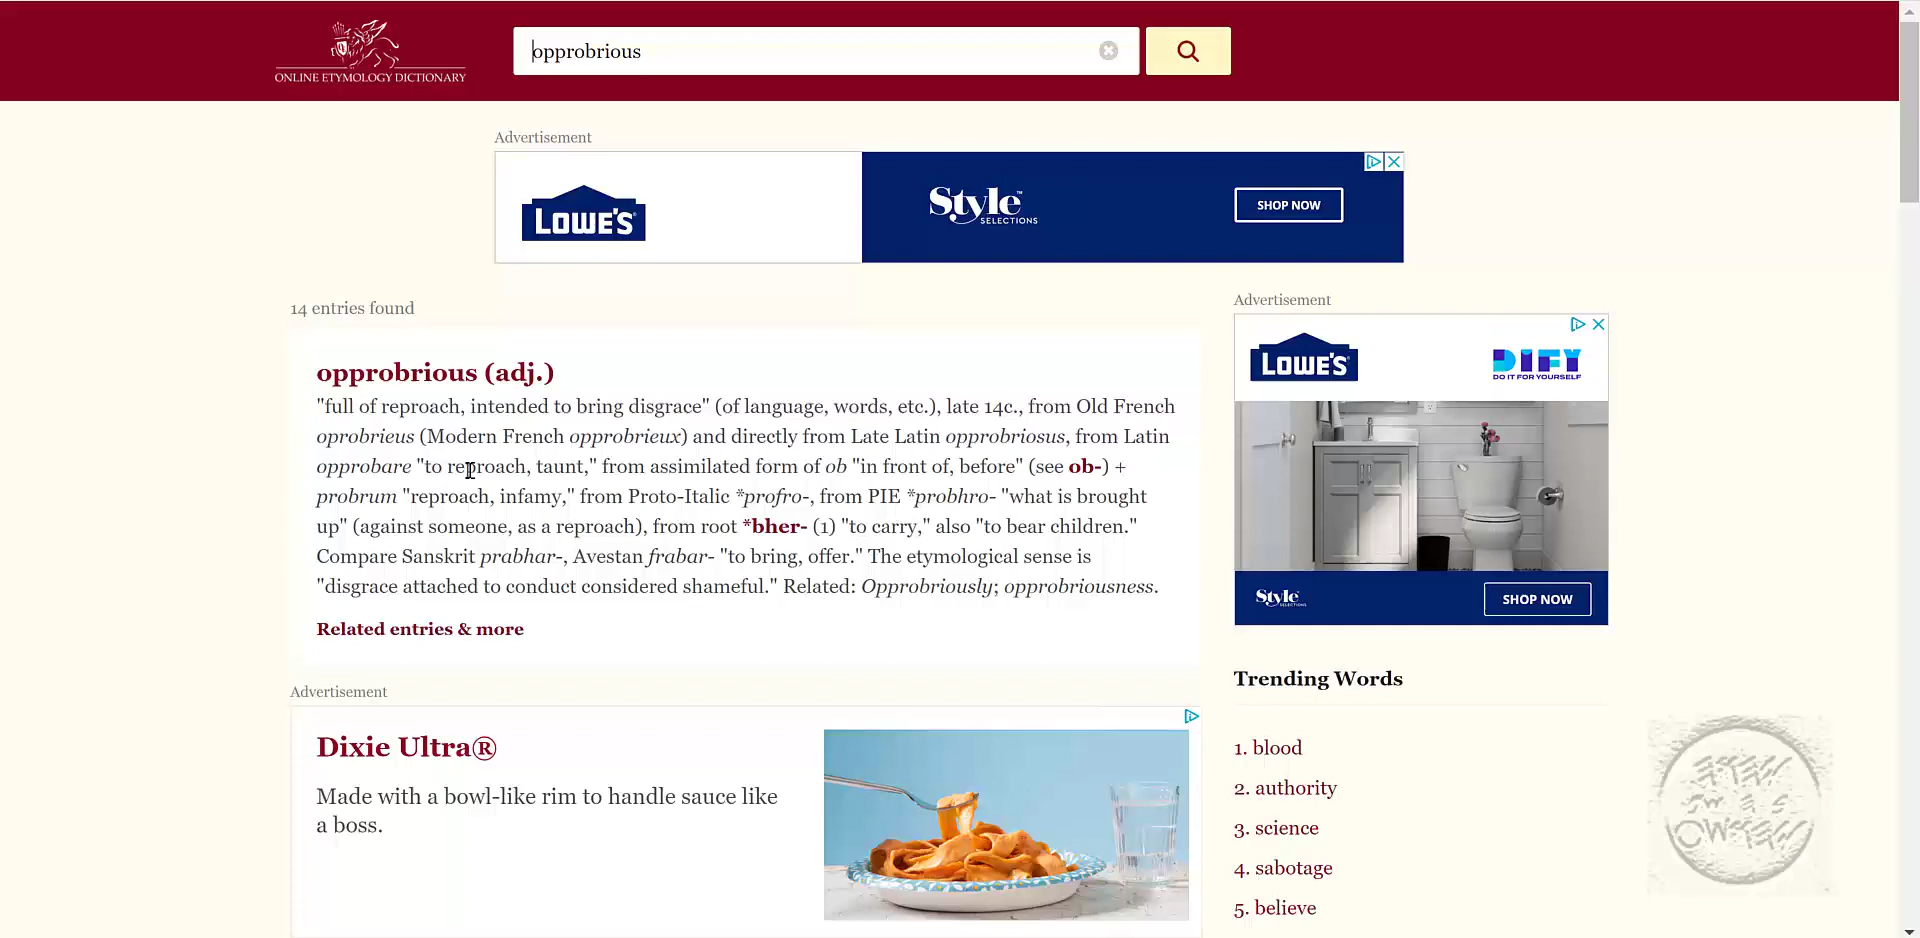 ONLINE ETYMOLOGY DICTIONARY
opprobrious
Advertisement
LOWE'S
Style™
SELECTIONS
SHOP NOW
14 entries found
opprobrious (adj.)
"full of reproach, intended to bring disgrace" (of language, words, etc.), late 14c., from Old French
oprobrieus (Modern French opprobrieux) and directly from Late Latin opprobriosus, from Latin
opprobare "to reproach, taunt," from assimilated form of ob "in front of, before" (see ob-) +
probrum "reproach, infamy," from Proto-Italic *profro-, from PIE *probhro- "what is brought
up" (against someone, as a reproach), from root *bher- (1) "to carry," also "to bear children."
Compare Sanskrit prabhar-, Avestan frabar- "to bring, offer." The etymological sense is
"disgrace attached to conduct considered shameful." Related: Opprobriously; opprobriousness.
Related entries & more
Advertisement
Dixie Ultra®
Made with a bowl-like rim to handle sauce like
a boss.
Advertisement
LOWE'S
DIFY
DO IT FOR YOURSELF
Style
SELECTIONS
SHOP NOW
Trending Words
1. blood
2. authority
3. science
4. sabotage
5. believe